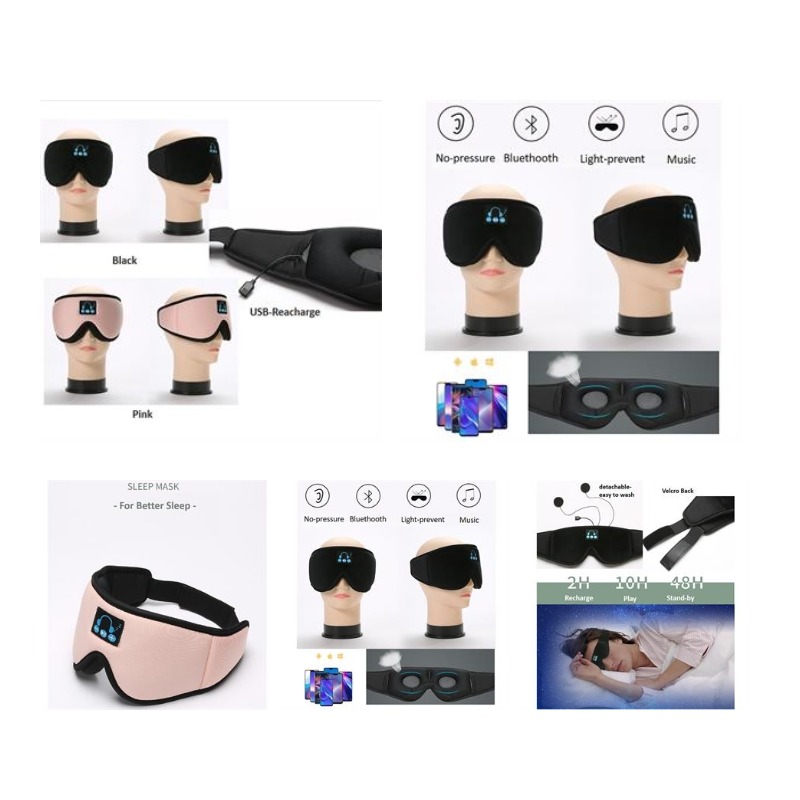 Black
USB-Reacharge
Pink
No-pressure Bluethooth Light-prevent Music
SLEEP MASK
- For Better Sleep -
No-pressure Bluethooth Light-prevent Music
detachable-
easy to wash
Velcro Back
2H 10H 48H
Recharge Play Stand-by